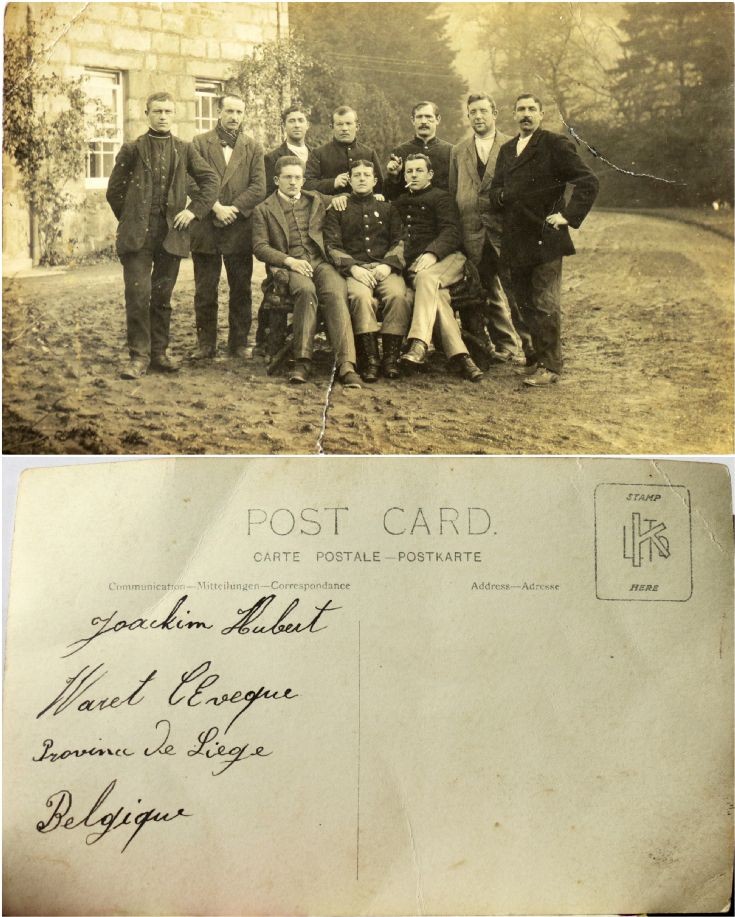 POST CARD.
CARTE POSTALE—POSTKARTE
Communication—Mitteilungen—Correspondance
Address—Adresse
STAMP
HERE
Joackim Hubert
Waret L'Eveque
Province de Liege
Belgique